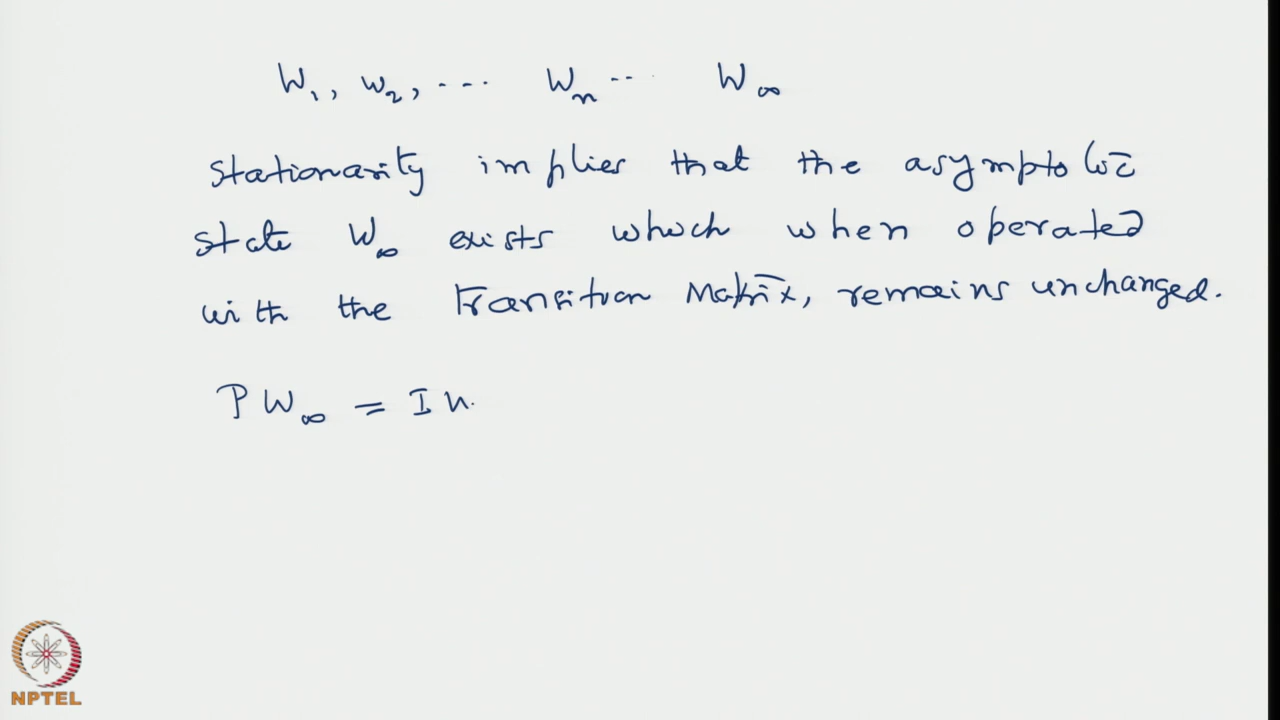 W₁, W₂, --- Wₙ -- W∞
Stationarity implies that the asymptotic
state W∞ exists which when operated
with the Transition Matrix, remains unchanged.
P W∞ = I W
NPTEL